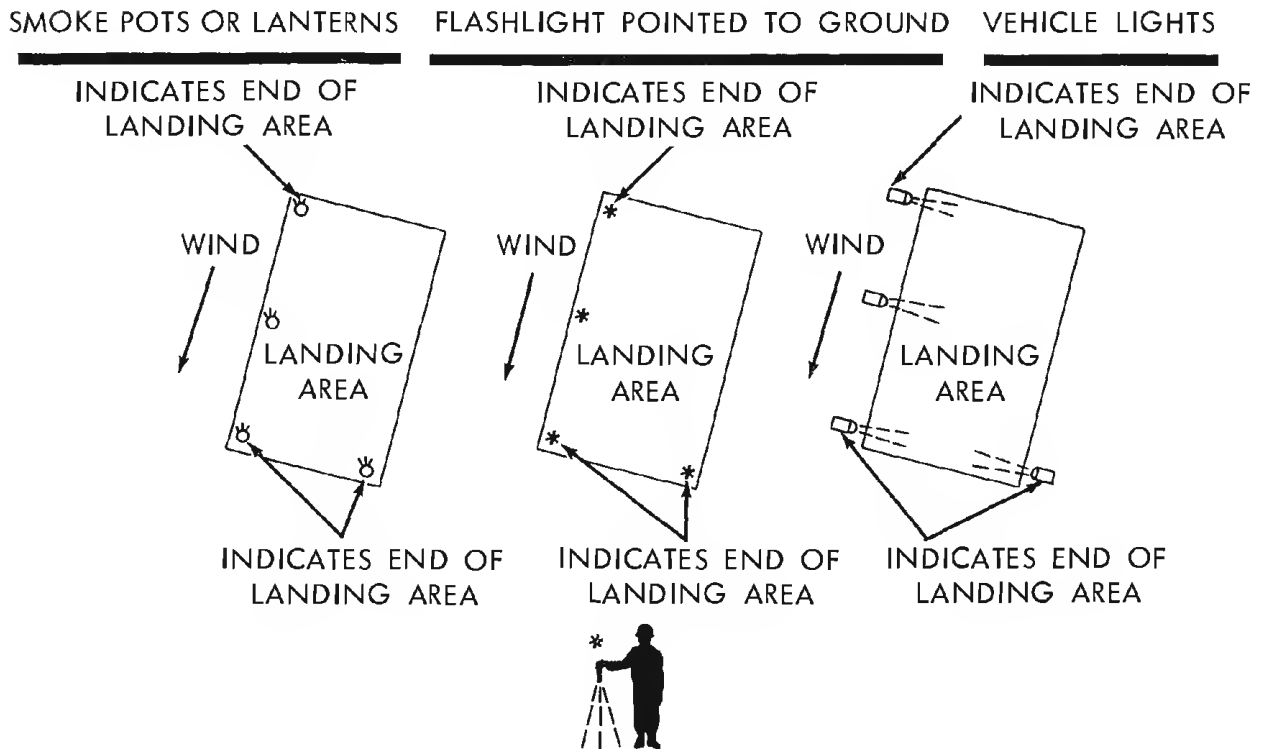 SMOKE POTS OR LANTERNS
INDICATES END OF
LANDING AREA
WIND
LANDING
AREA
INDICATES END OF
LANDING AREA
FLASHLIGHT POINTED TO GROUND
INDICATES END OF
LANDING AREA
WIND
LANDING
AREA
INDICATES END OF
LANDING AREA
VEHICLE LIGHTS
INDICATES END OF
LANDING AREA
WIND
LANDING
AREA
INDICATES END OF
LANDING AREA